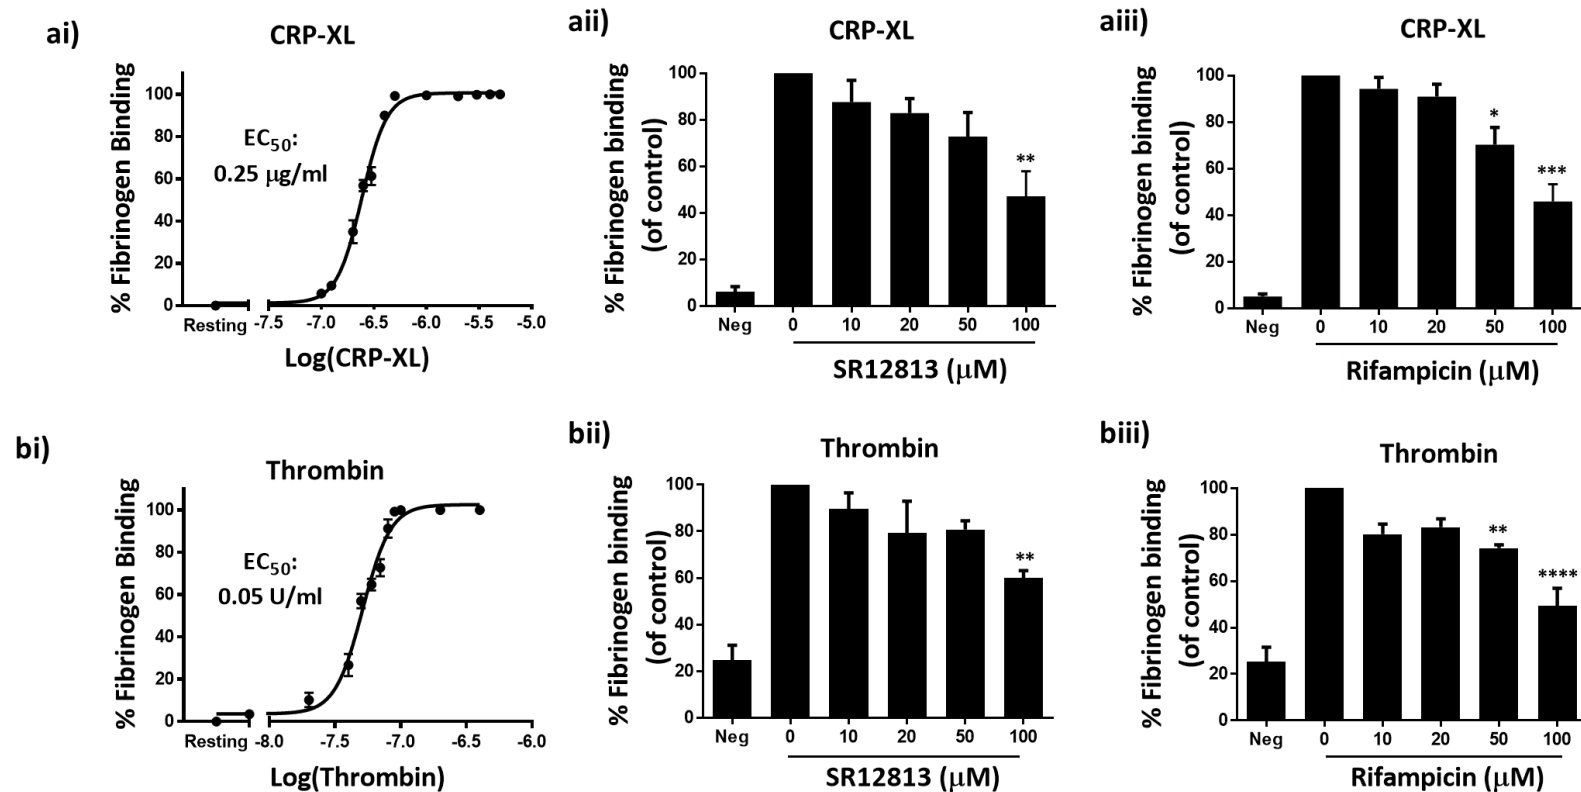 ai)
CRP-XL
% Fibrinogen Binding
100
80
60
40
20
0
EC50:
0.25 µg/ml
Resting -7.5 -7.0 -6.5 -6.0 -5.5 -5.0
Log(CRP-XL)
aii)
CRP-XL
% Fibrinogen binding
(of control)
100
80
60
40
20
0
**
Neg 0 10 20 50 100
SR12813 (µM)
aiii)
CRP-XL
% Fibrinogen binding
(of control)
100
80
60
40
20
0
*
***
Neg 0 10 20 50 100
Rifampicin (µM)
bi)
Thrombin
% Fibrinogen Binding
100
80
60
40
20
0
EC50:
0.05 U/ml
Resting -8.0 -7.5 -7.0 -6.5 -6.0
Log(Thrombin)
bii)
Thrombin
% Fibrinogen binding
(of control)
100
80
60
40
20
0
**
Neg 0 10 20 50 100
SR12813 (µM)
biii)
Thrombin
% Fibrinogen binding
(of control)
100
80
60
40
20
0
**
****
Neg 0 10 20 50 100
Rifampicin (µM)